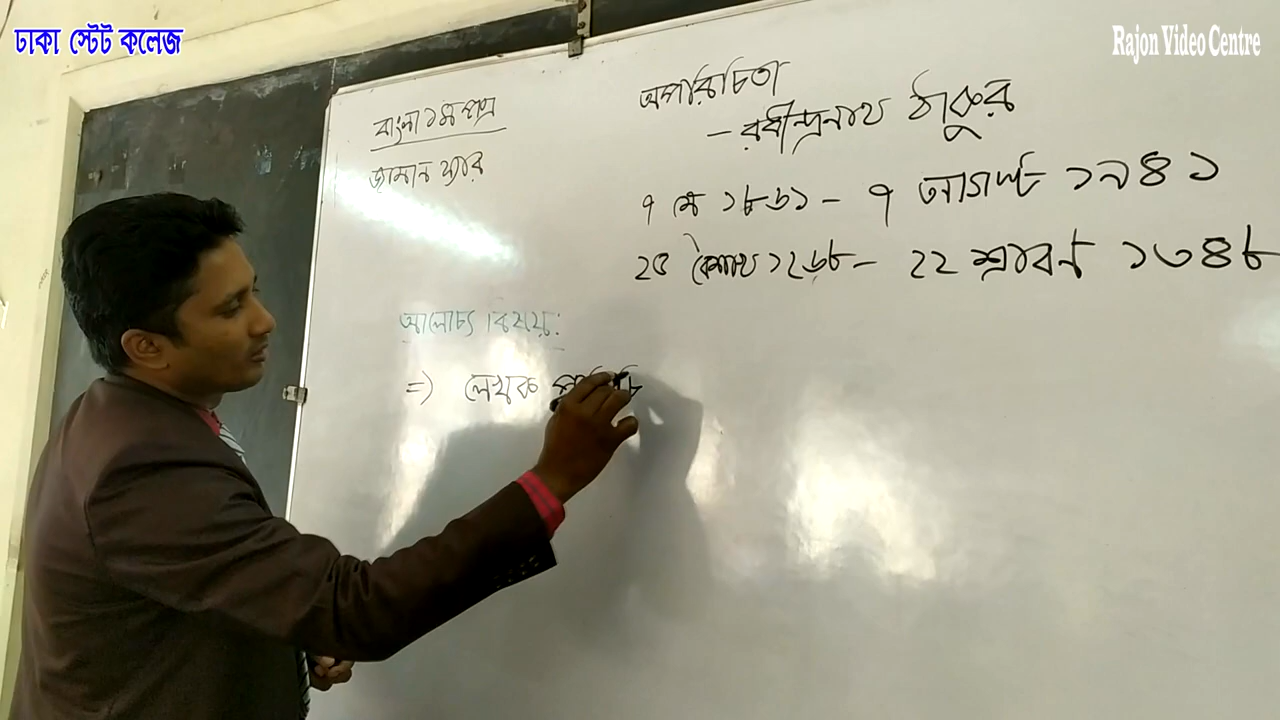 ঢাকা স্টেট কলেজ
Rajon Video Centre
বাংলা ১ম পত্র
জামান স্যার
অপরিচিতা
- রবীন্দ্রনাথ ঠাকুর
৭ মে ১৮৬১ - ৭ আগস্ট ১৯৪১
২৫ বৈশাখ ১২৬৮ - ২২ শ্রাবণ ১৩৪৮
আলোচ্য বিষয়:
=> লেখক পরিচি